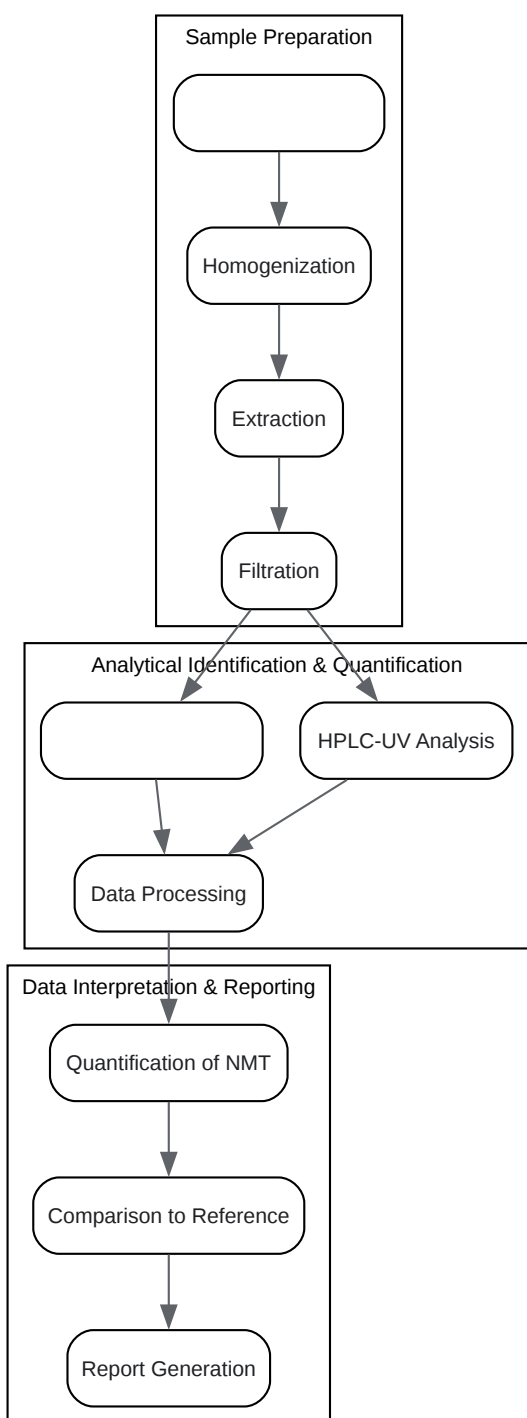 Sample Preparation
Homogenization
Extraction
Filtration
Analytical Identification & Quantification
HPLC-UV Analysis
Data Processing
Data Interpretation & Reporting
Quantification of NMT
Comparison to Reference
Report Generation